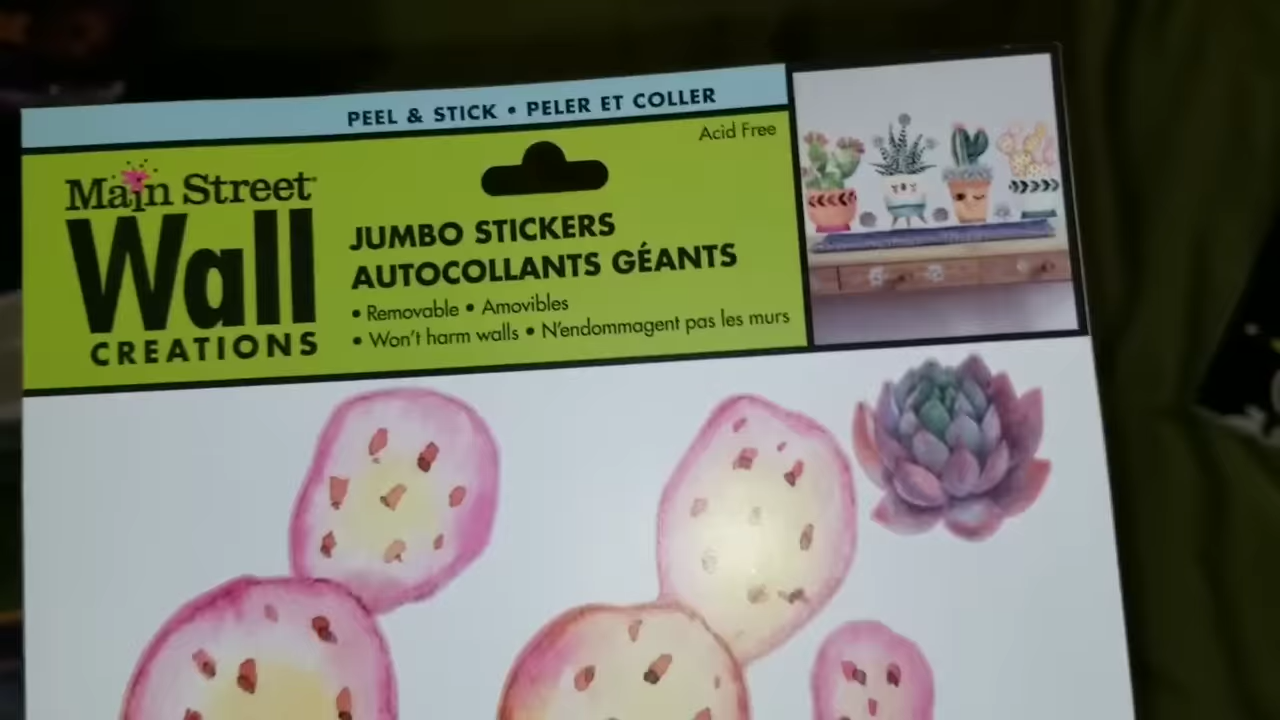 PEEL & STICK • PELER ET COLLER
Acid Free
Main Street
Wall
CREATIONS
JUMBO STICKERS
AUTOCOLLANTS GÉANTS
• Removable • Amovibles
• Won't harm walls • N'endommagent pas les murs